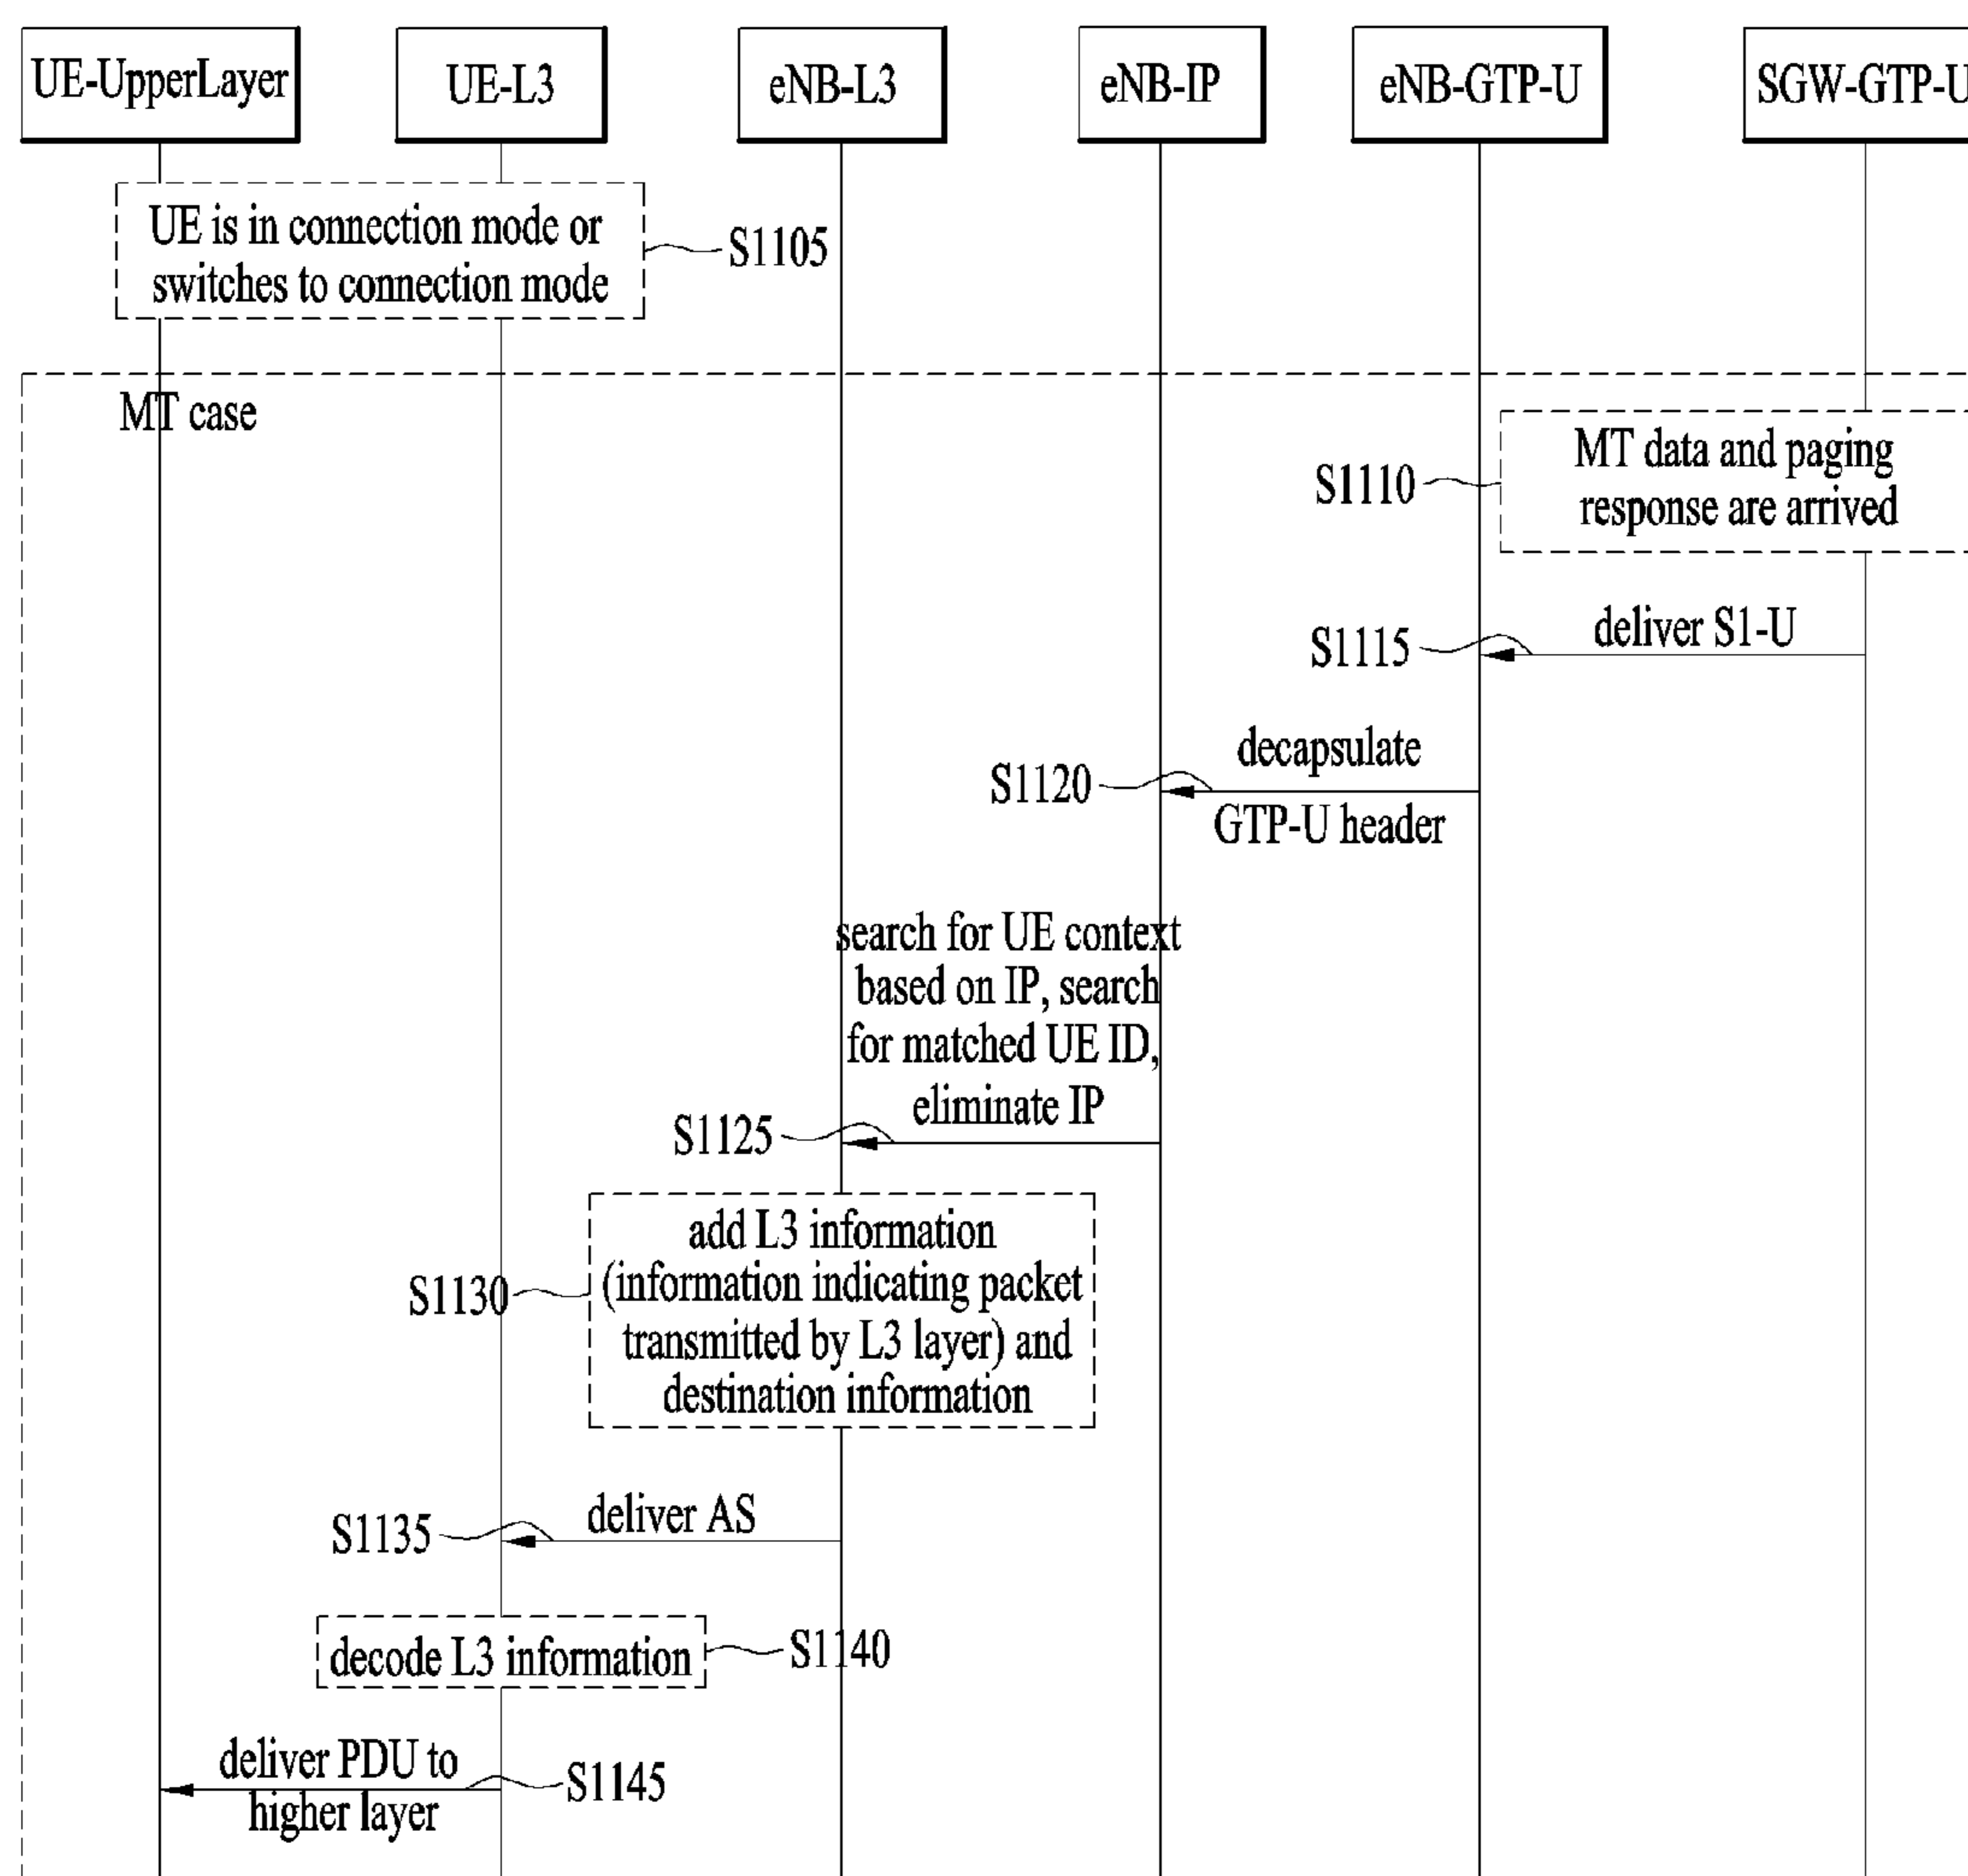 UE-UpperLayer
UE-L3
eNB-L3
eNB-IP
eNB-GTP-U
SGW-GTP-U
UE is in connection mode or
switches to connection mode
S1105
MT case
MT data and paging
response are arrived
S1110
deliver S1-U
S1115
decapsulate
S1120
GTP-U header
search for UE context
based on IP, search
for matched UE ID,
eliminate IP
S1125
add L3 information
(information indicating packet
transmitted by L3 layer) and
destination information
S1130
deliver AS
S1135
decode L3 information
S1140
deliver PDU to
higher layer
S1145